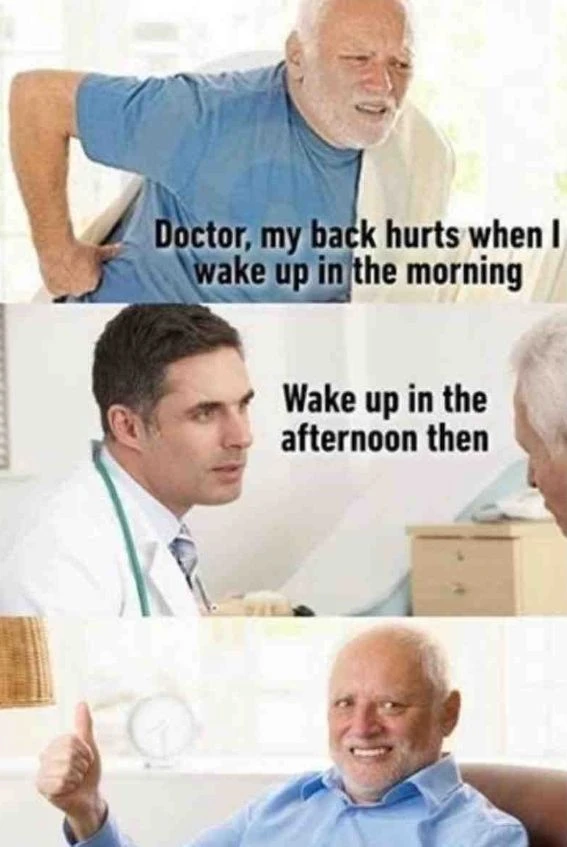 Doctor, my back hurts when I
wake up in the morning
Wake up in the
afternoon then